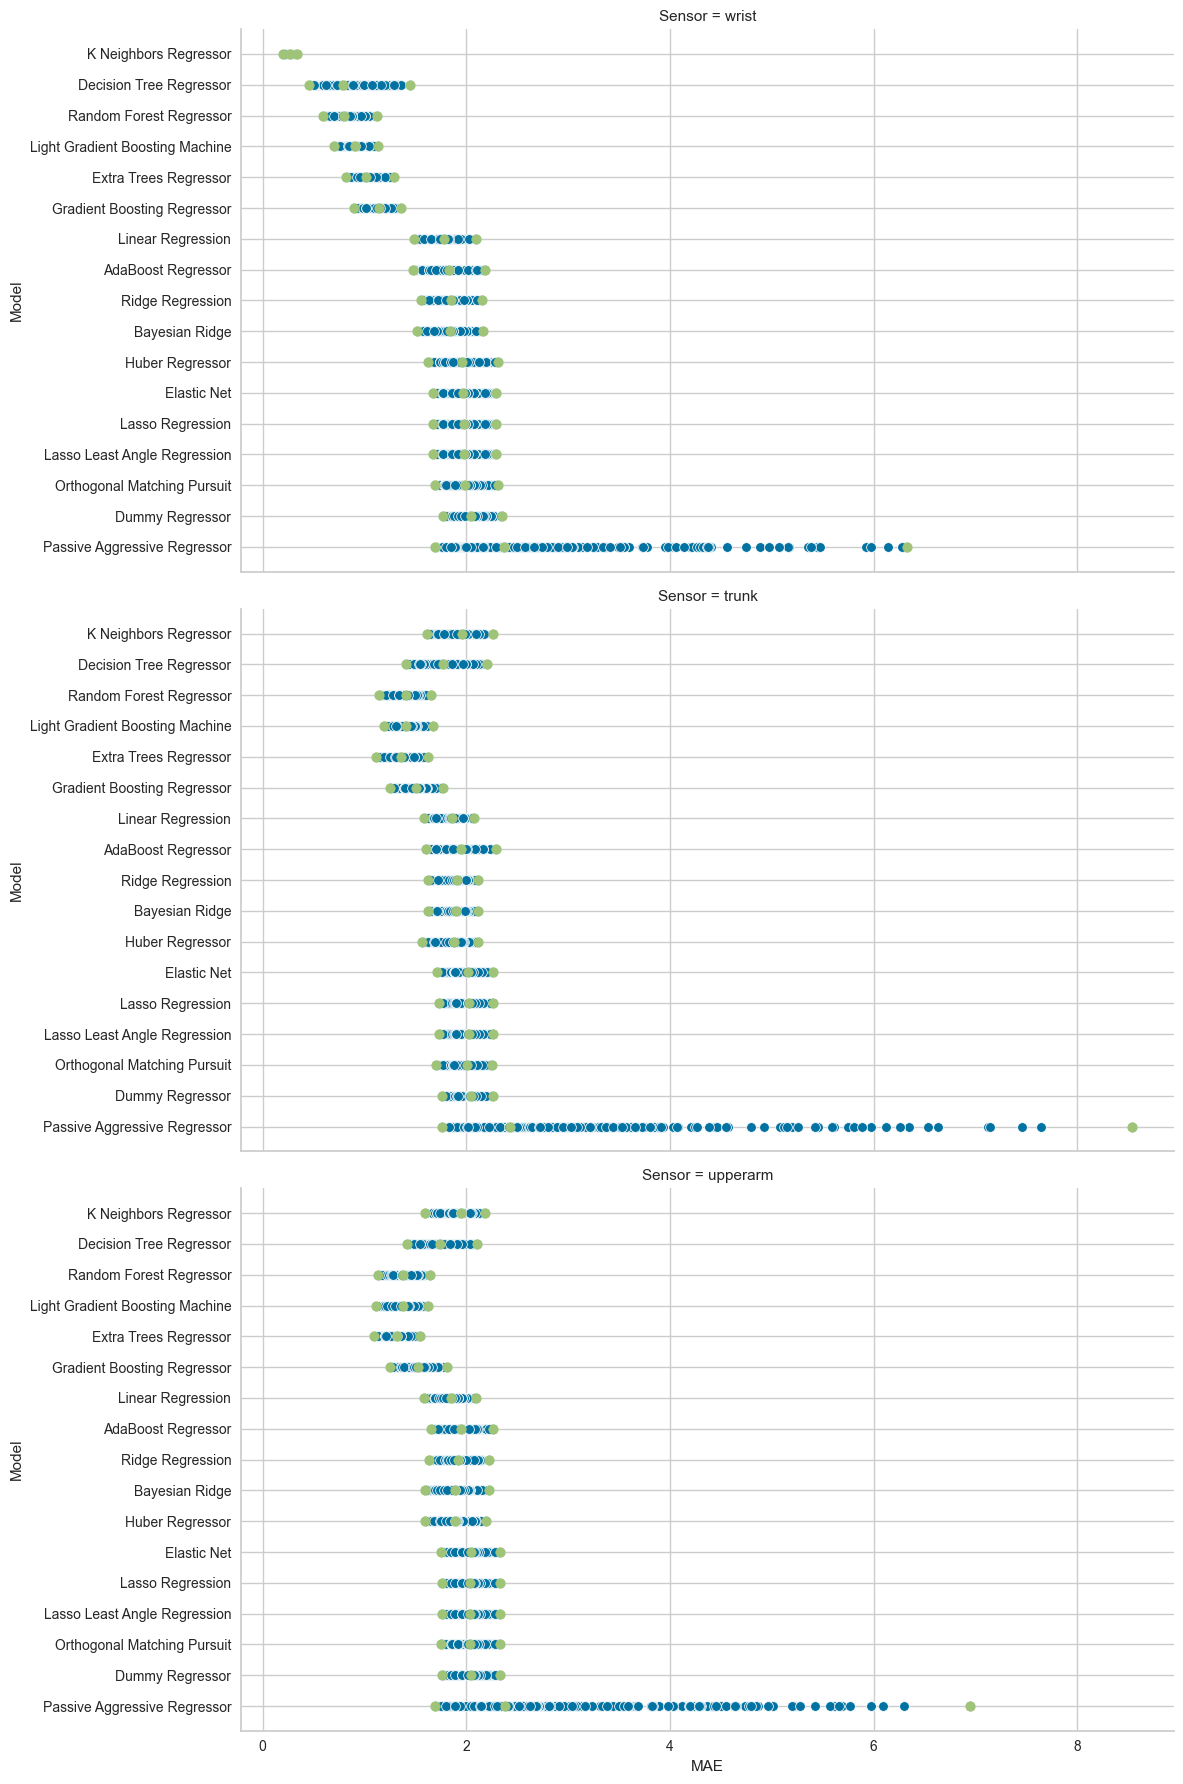 Sensor = wrist
K Neighbors Regressor
Decision Tree Regressor
Random Forest Regressor
Light Gradient Boosting Machine
Extra Trees Regressor
Gradient Boosting Regressor
Linear Regression
AdaBoost Regressor
Ridge Regression
Bayesian Ridge
Huber Regressor
Elastic Net
Lasso Regression
Lasso Least Angle Regression
Orthogonal Matching Pursuit
Dummy Regressor
Passive Aggressive Regressor
Model
Sensor = trunk
K Neighbors Regressor
Decision Tree Regressor
Random Forest Regressor
Light Gradient Boosting Machine
Extra Trees Regressor
Gradient Boosting Regressor
Linear Regression
AdaBoost Regressor
Ridge Regression
Bayesian Ridge
Huber Regressor
Elastic Net
Lasso Regression
Lasso Least Angle Regression
Orthogonal Matching Pursuit
Dummy Regressor
Passive Aggressive Regressor
Model
Sensor = upperarm
K Neighbors Regressor
Decision Tree Regressor
Random Forest Regressor
Light Gradient Boosting Machine
Extra Trees Regressor
Gradient Boosting Regressor
Linear Regression
AdaBoost Regressor
Ridge Regression
Bayesian Ridge
Huber Regressor
Elastic Net
Lasso Regression
Lasso Least Angle Regression
Orthogonal Matching Pursuit
Dummy Regressor
Passive Aggressive Regressor
Model
0 2 4 6 8
MAE